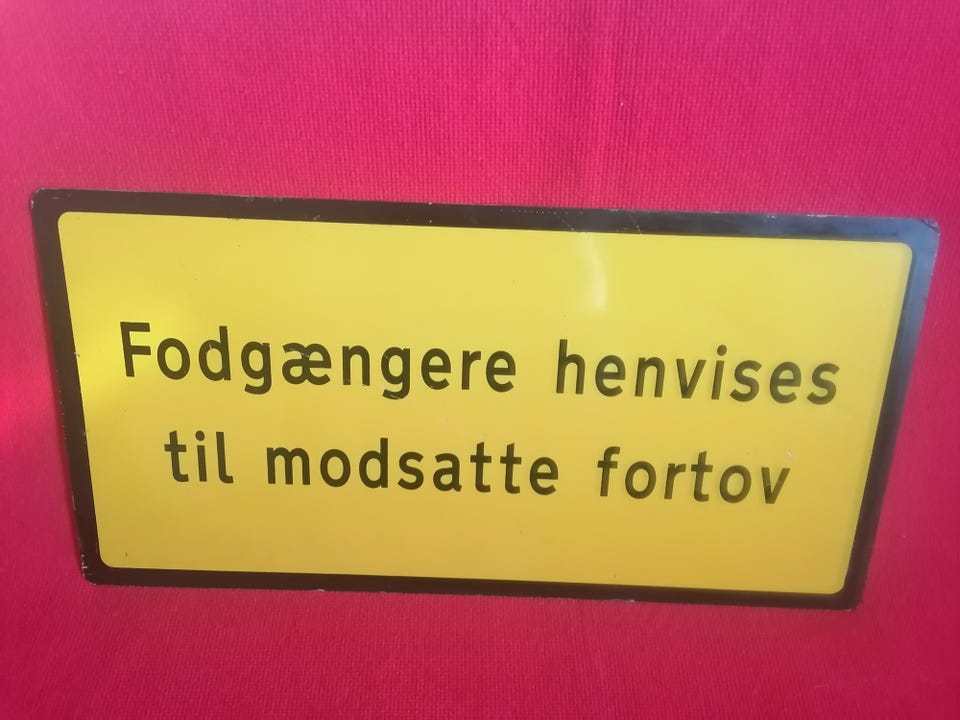 Fodgængere henvises
til modsatte fortov